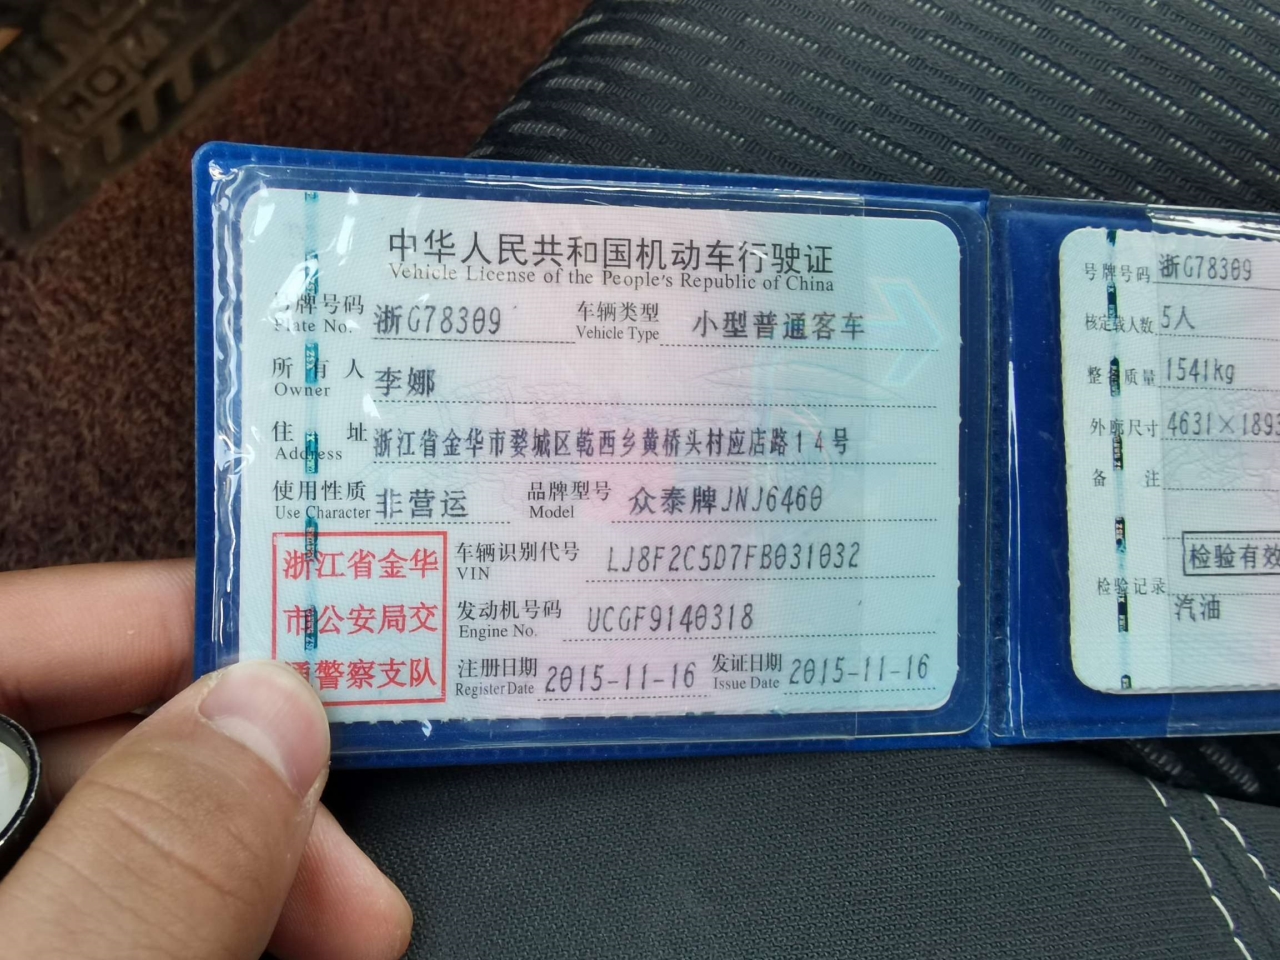 中华人民共和国机动车行驶证
Vehicle License of the People's Republic of China
号牌号码 浙G78309 车辆类型 小型普通客车
Plate No. Vehicle Type
所有人 李娜
Owner
住址 浙江省金华市婺城区乾西乡黄桥头村应店路14号
Address
使用性质 非营运 品牌型号 众泰牌JNJ6460
Use Character Model
浙江省金华
市公安局交
通警察支队
车辆识别代号 LJ8F2C5D7FB031032
VIN
发动机号码 UCGF9140318
Engine No.
注册日期 2015-11-16 发证日期 2015-11-16
Register Date Issue Date
号牌号码 浙G78309
核定载人数 5人
整备质量 1541kg
外廓尺寸 4631×1893
备注
检验有效
检验记录
汽油